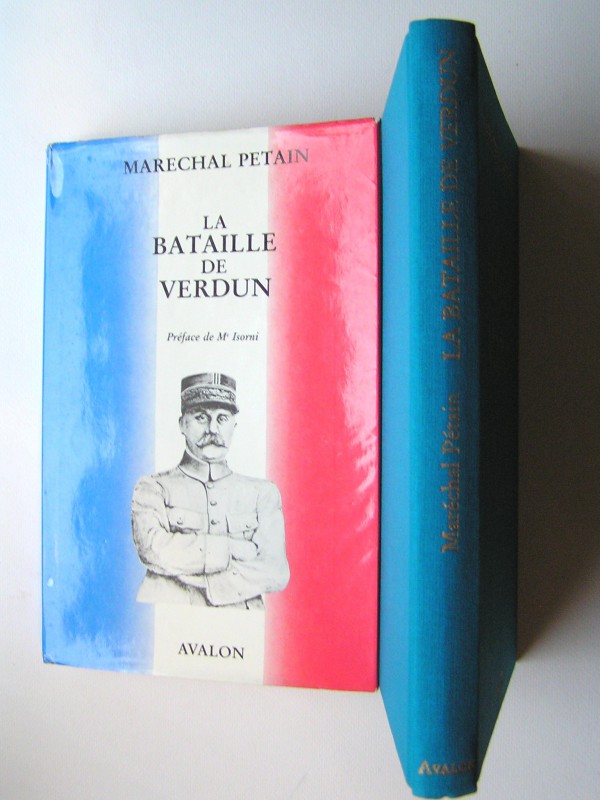 MARECHAL PETAIN
LA
BATAILLE
DE
VERDUN
Préface de Me Isorni
AVALON
Maréchal Pétain LA BATAILLE DE VERDUN
AVALON